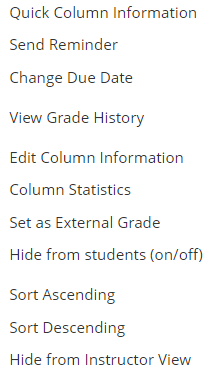 Quick Column Information
Send Reminder
Change Due Date
View Grade History
Edit Column Information
Column Statistics
Set as External Grade
Hide from students (on/off)
Sort Ascending
Sort Descending
Hide from Instructor View